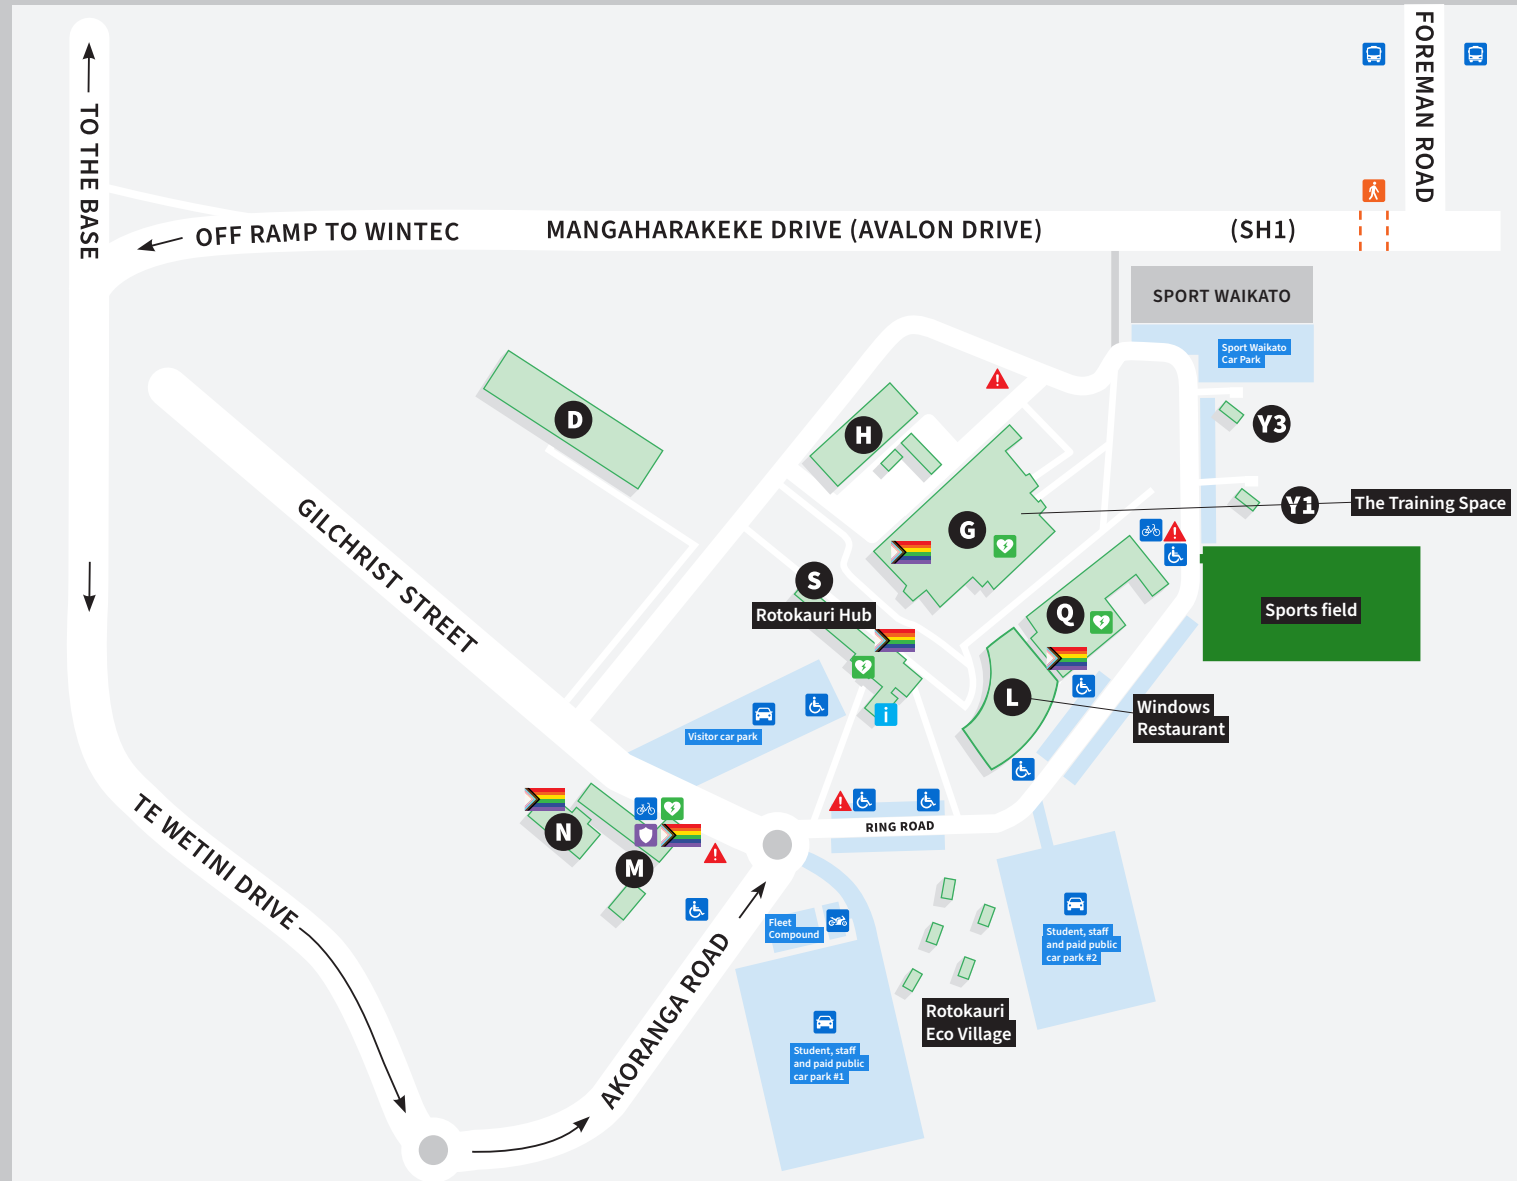 FOREMAN ROAD
TO THE BASE
OFF RAMP TO WINTEC
MANGAHARAKEKE DRIVE (AVALON DRIVE)
(SH1)
SPORT WAIKATO
Sport Waikato
Car Park
D
H
Y3
GILCHRIST STREET
G
Y1
The Training Space
S
Rotokauri Hub
Q
Sports field
L
Windows
Restaurant
Visitor car park
i
N
M
RING ROAD
TE WETINI DRIVE
AKORANGA ROAD
Fleet
Compound
Student, staff
and paid public
car park #2
Rotokauri
Eco Village
Student, staff
and paid public
car park #1